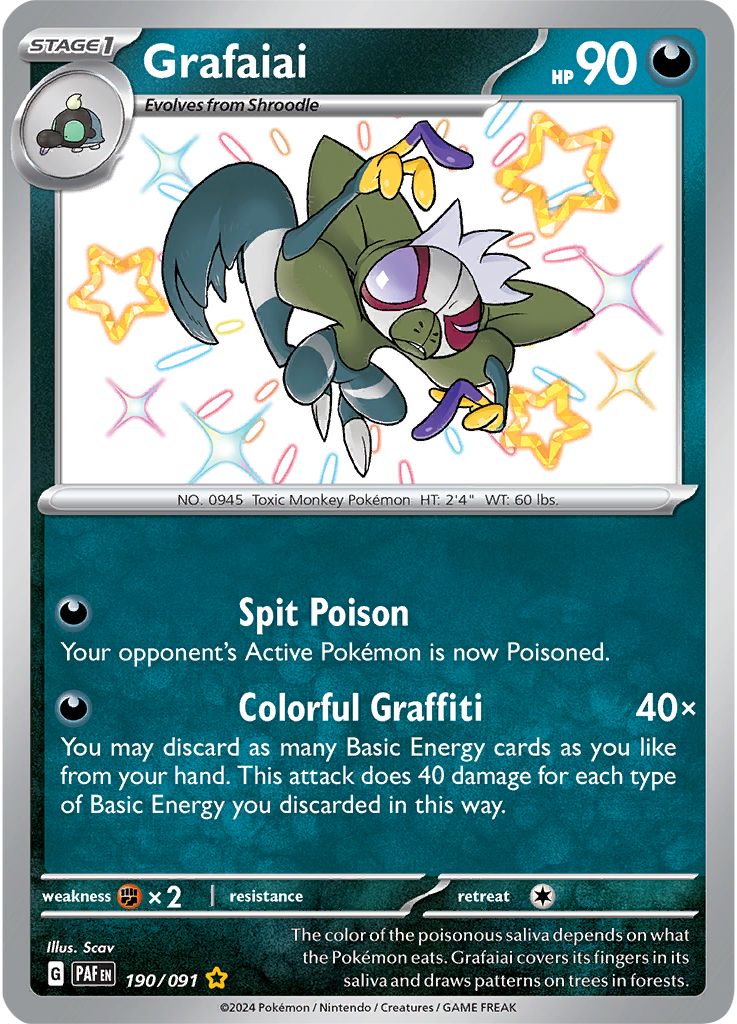 STAGE1
Grafaiai
HP 90
Evolves from Shroodle
NO. 0945 Toxic Monkey Pokémon HT: 2'4" WT: 60 lbs.
Spit Poison
Your opponent's Active Pokémon is now Poisoned.
Colorful Graffiti 40×
You may discard as many Basic Energy cards as you like
from your hand. This attack does 40 damage for each type
of Basic Energy you discarded in this way.
weakness ×2 resistance retreat
Illus. Scav
The color of the poisonous saliva depends on what
the Pokémon eats. Grafaiai covers its fingers in its
saliva and draws patterns on trees in forests.
G PAF EN 190/091
©2024 Pokémon / Nintendo / Creatures / GAME FREAK